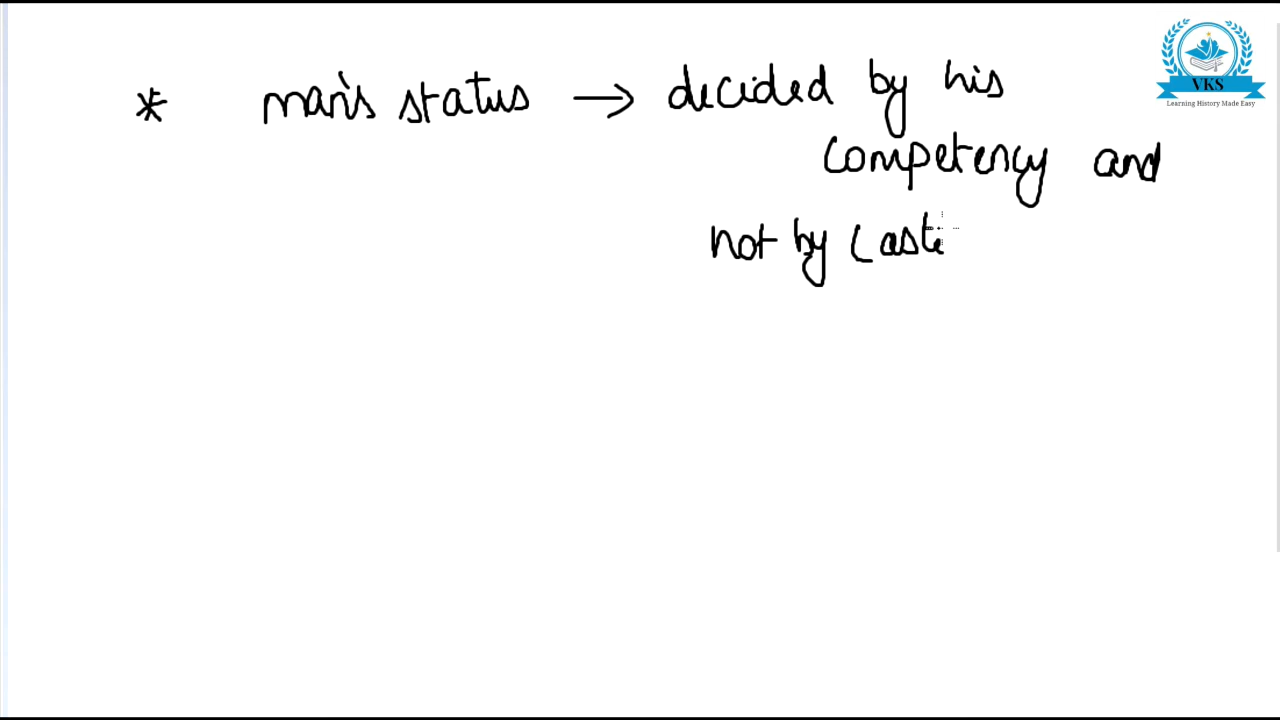 * man's status → decided by his
competency and
not by caste
VKS
Learning History Made Easy